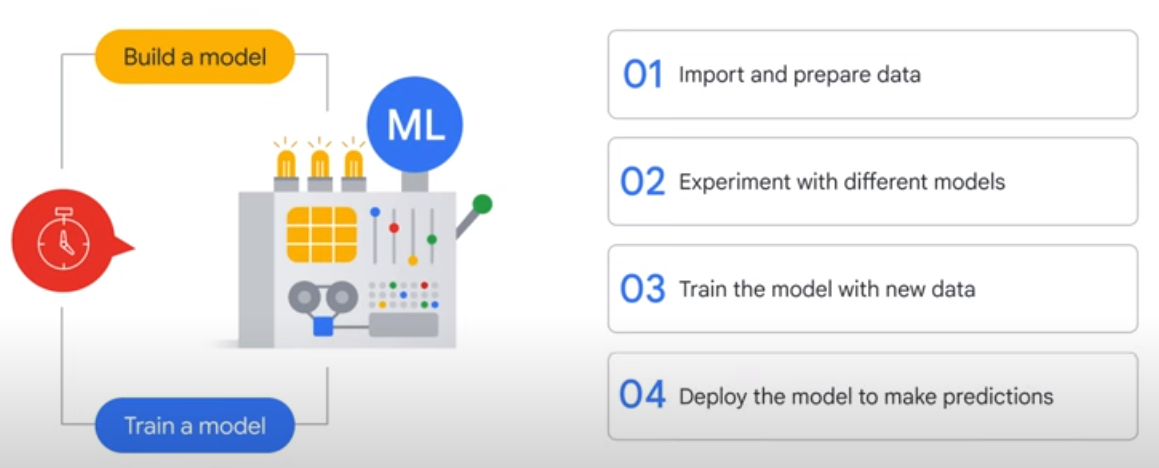 Build a model
ML
Train a model
01 Import and prepare data
02 Experiment with different models
03 Train the model with new data
04 Deploy the model to make predictions